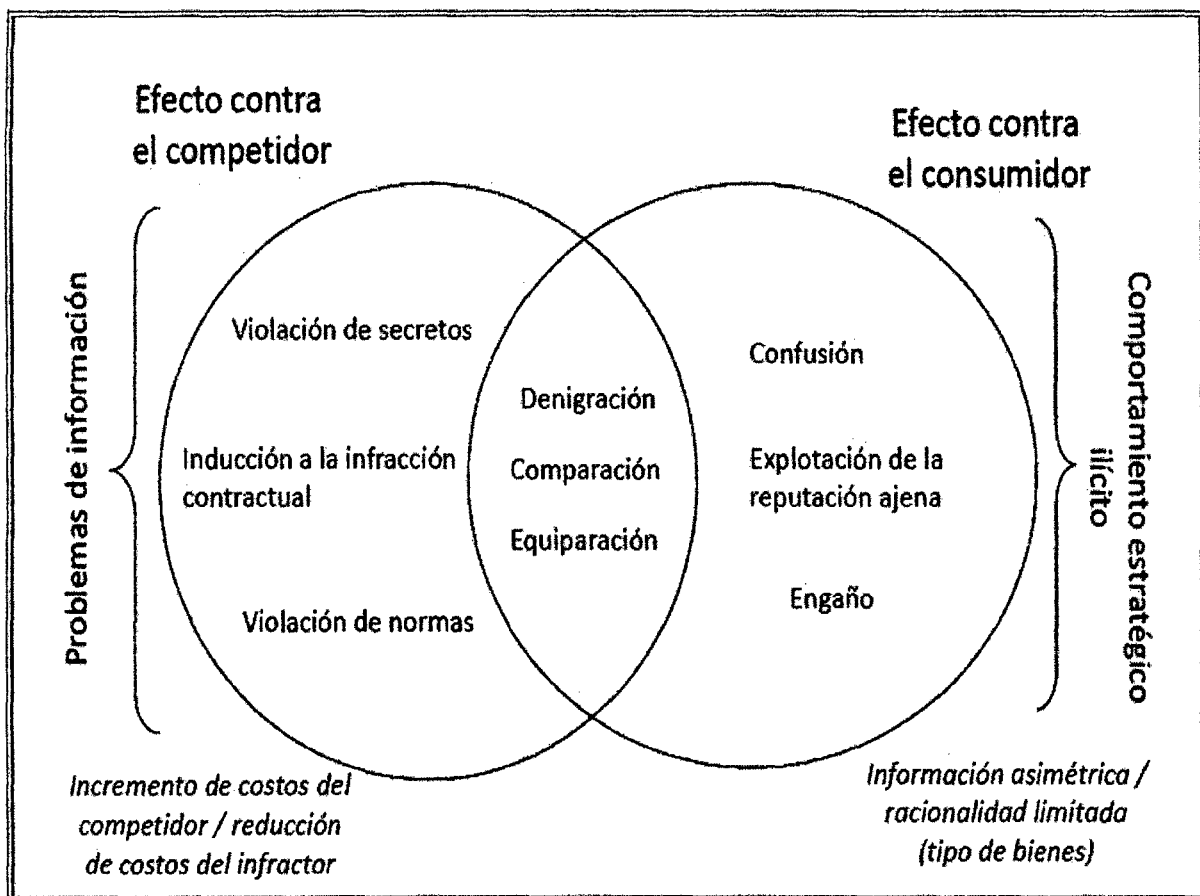 Efecto contra
el competidor
Efecto contra
el consumidor
Problemas de información
Violación de secretos
Inducción a la infracción
contractual
Violación de normas
Denigración
Comparación
Equiparación
Confusión
Explotación de la
reputación ajena
Engaño
Comportamiento estratégico
ilícito
Incremento de costos del
competidor / reducción
de costos del infractor
Información asimétrica /
racionalidad limitada
(tipo de bienes)